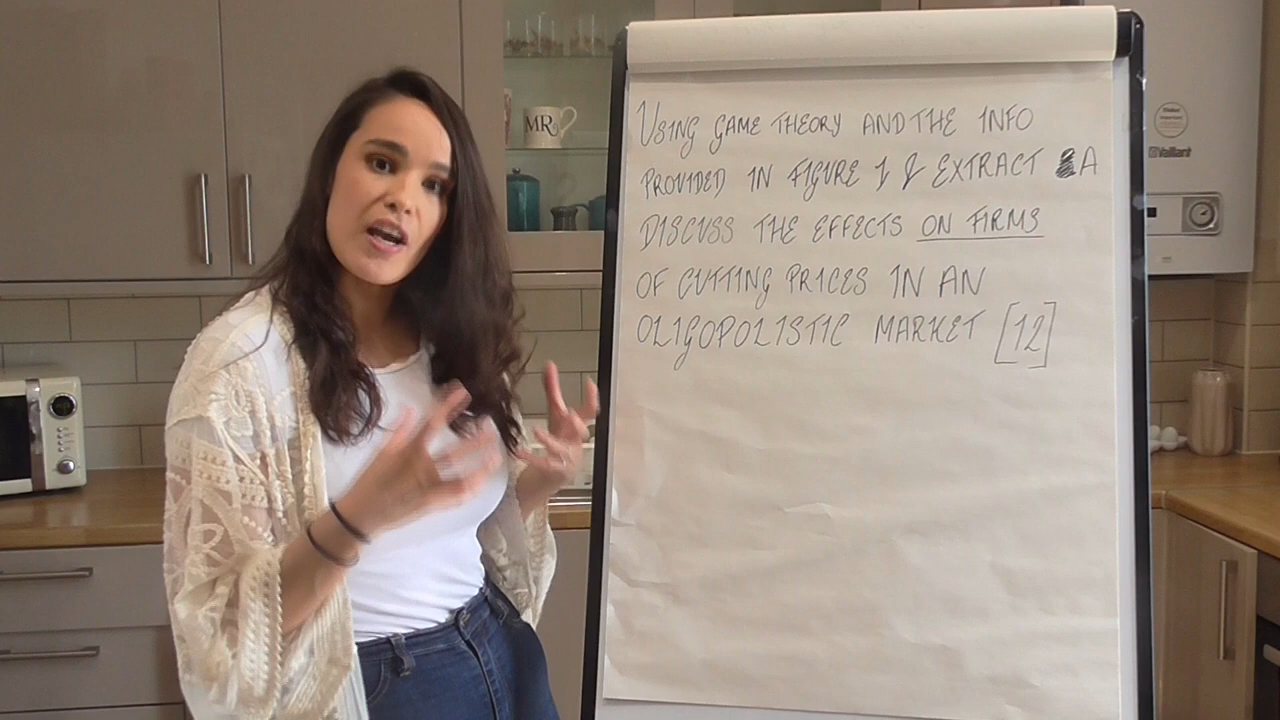 USING GAME THEORY AND THE INFO
PROVIDED IN FIGURE 1 & EXTRACT A
DISCUSS THE EFFECTS ON FIRMS
OF CUTTING PRICES IN AN
OLIGOPOLISTIC MARKET [12]
MR
Vaillant